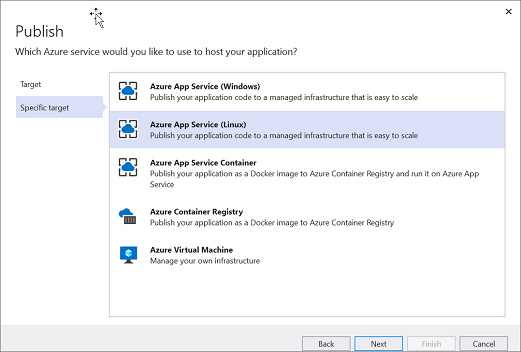 Publish
Which Azure service would you like to use to host your application?
Target
Specific target
Azure App Service (Windows)
Publish your application code to a managed infrastructure that is easy to scale
Azure App Service (Linux)
Publish your application code to a managed infrastructure that is easy to scale
Azure App Service Container
Publish your application as a Docker image to Azure Container Registry and run it on Azure App
Service
Azure Container Registry
Publish your application as a Docker image to Azure Container Registry
Azure Virtual Machine
Manage your own infrastructure
Back
Next
Finish
Cancel